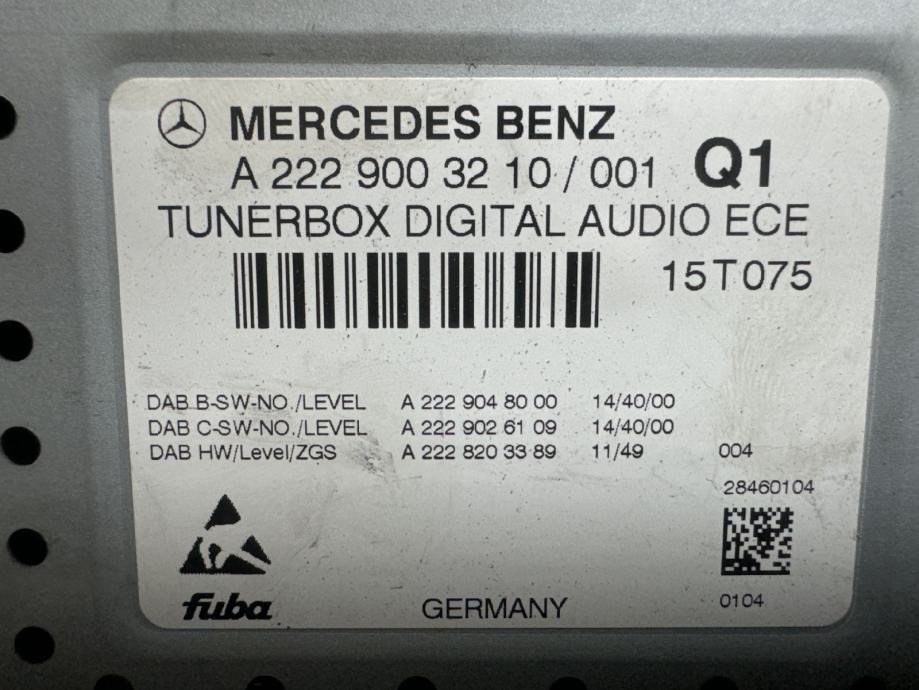 MERCEDES BENZ
A 222 900 32 10 / 001 Q1
TUNERBOX DIGITAL AUDIO ECE
15T075
DAB B-SW-NO./LEVEL A 222 904 80 00 14/40/00
DAB C-SW-NO./LEVEL A 222 902 61 09 14/40/00
DAB HW/Level/ZGS A 222 820 33 89 11/49 004
28460104
fuba GERMANY 0104